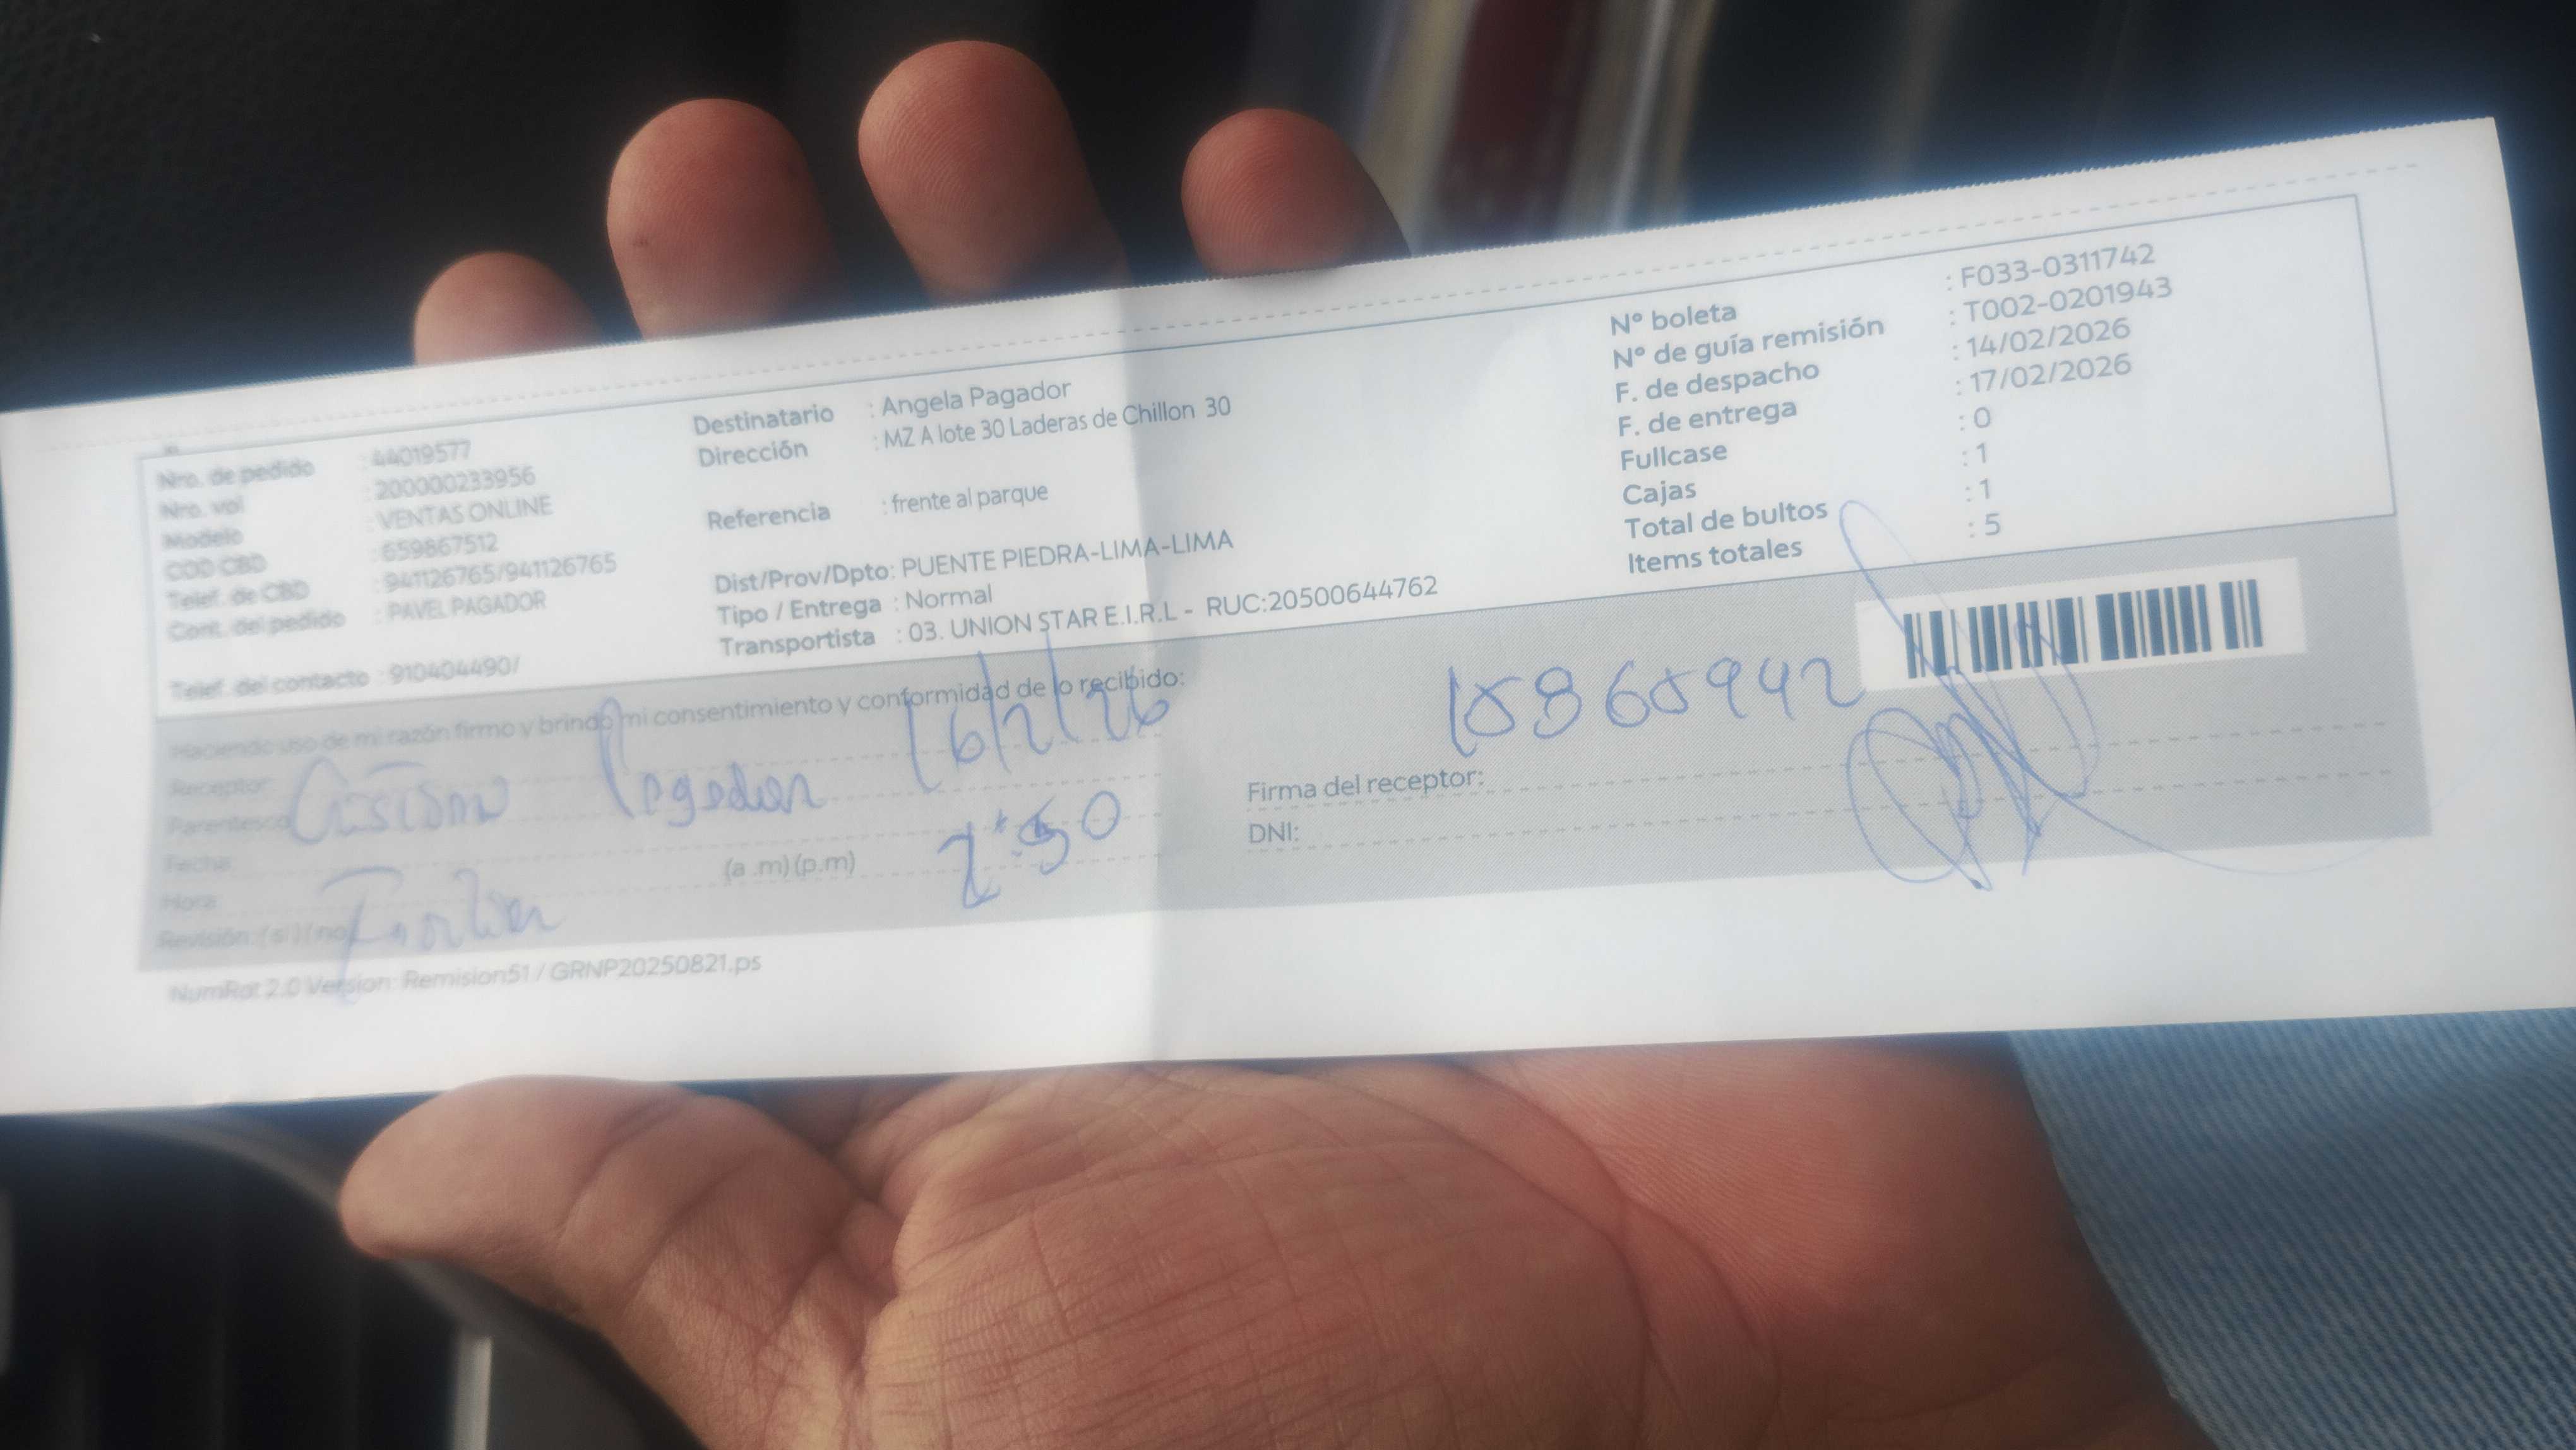 Nro. de pedido : 44019577
Nro. vol : 200000233956
Modelo : VENTAS ONLINE
COD CBD : 659867512
Telef. de CBD : 941126765/941126765
Cont. del pedido : PAVEL PAGADOR
Telef. del contacto : 910404490/
Destinatario : Angela Pagador
Dirección : MZ A lote 30 Laderas de Chillon 30
Referencia : frente al parque
Dist/Prov/Dpto: PUENTE PIEDRA-LIMA-LIMA
Tipo / Entrega : Normal
Transportista : 03. UNION STAR E.I.R.L - RUC:20500644762
N° boleta : F033-0311742
N° de guía remisión : T002-0201943
F. de despacho : 14/02/2026
F. de entrega : 17/02/2026
Fullcase : 0
Cajas : 1
Total de bultos : 1
Items totales : 5
Haciendo uso de mi razón firmo y brindo mi consentimiento y conformidad de lo recibido:
Receptor:
Parentesco Pagador 16/2/26
Fecha:
Hora: (a .m) (p.m)
Revisión: ( si ) ( no
15865942
Firma del receptor:
DNI:
NumRot 2.0 Version: Remision51 / GRNP20250821.ps